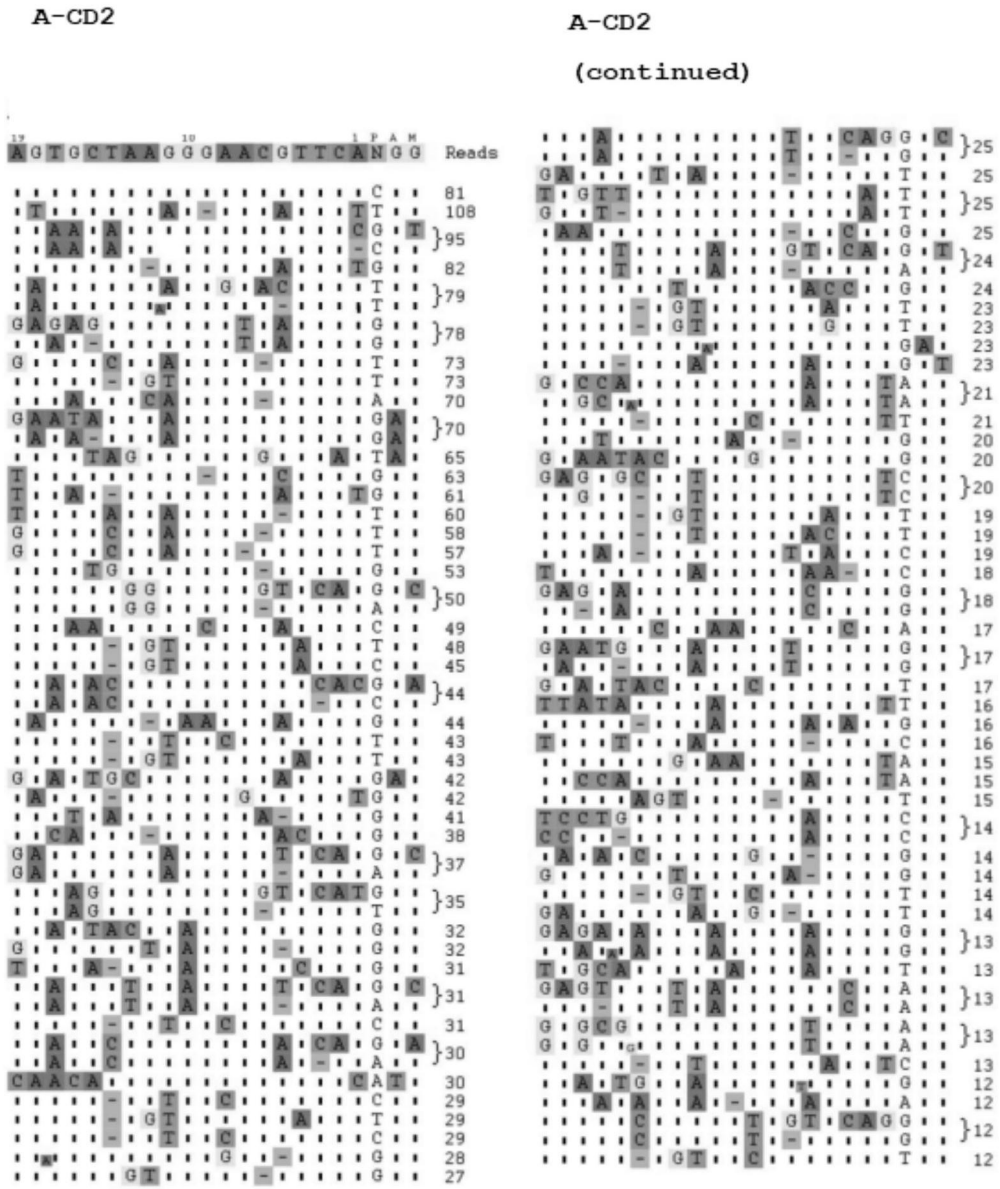 A-CD2
19 10 1 P A M
AGTGCTAAGGGAACGTTCANGG Reads
C 81
T A - A T T 108
A A A C G T
A A A - C
}95
- A T G 82
A A G A C T
A A - T
}79
G A G A G T A G
A - T A G
}78
G C A - T 73
- G T T 73
A C A - A 70
G A A T A A G A
A A - A G A
}70
T A G G A T A 65
T - C G 63
T A - A T G 61
T A A - T 60
G C A - T 58
G C A - T 57
T G - G 53
G G G T C A G C
G G - A
}50
A A C A C 49
- G T A T 48
- G T A C 45
A A C C A C G A
A A C - C
}44
A - A A A G 44
- T C T 43
- G T A T 43
G A T G C A G A 42
A - G T G 42
T A A - G 41
C A - A C G 38
G A A T C A G C
G A A - A
}37
A G G T C A T G
A G - T
}35
A T A C A G 32
G T A - G 32
T A - A C G 31
A T A T C A G C
A T A - A
}31
- T C C 31
A C A C A G A
A C A - A
}30
C A A C A C A T 30
- T C C 29
- G T A T 29
- T C C 29
A G - G 28
G T - G 27
A-CD2
(continued)
A T C A G G C
A T - G
}25
G A T A - T 25
T G T T A T
G T - A T
}25
A A - C G 25
T A G T C A G T
T A - A
}24
T A C C G 24
- G T A T 23
- G T G T 23
A G A 23
- A A G T 23
G C C A A T A
G C A A T A
}21
- C T T 21
T A - G 20
G A A T A C G G 20
G A G G C T T C
G - T T C
}20
- G T A T 19
- T A C T 19
A - T A C 19
T A A A - C 18
G A G A C G
- A C G
}18
C A A C A 17
G A A T G A T G
A - A T G
}17
G A T A C C T 17
T T A T A A T T 16
- A A A G 16
T T A - C 16
G A A T A 15
C C A A T A 15
A G T - T 15
T C C T G A C
C C - A C
}14
A A C G - G 14
G T A - G 14
- G T C T 14
G A A G - T 14
G A G A A A A G
A A A A A G
}13
T G C A A T 13
G A G T T A C A
- T A C A
}13
G G C G T A
G G G T A
}13
- T A T C 13
A T G A T G 12
A A A - A A 12
C T G T C A G G
C T - G
}12
- G T C T 12